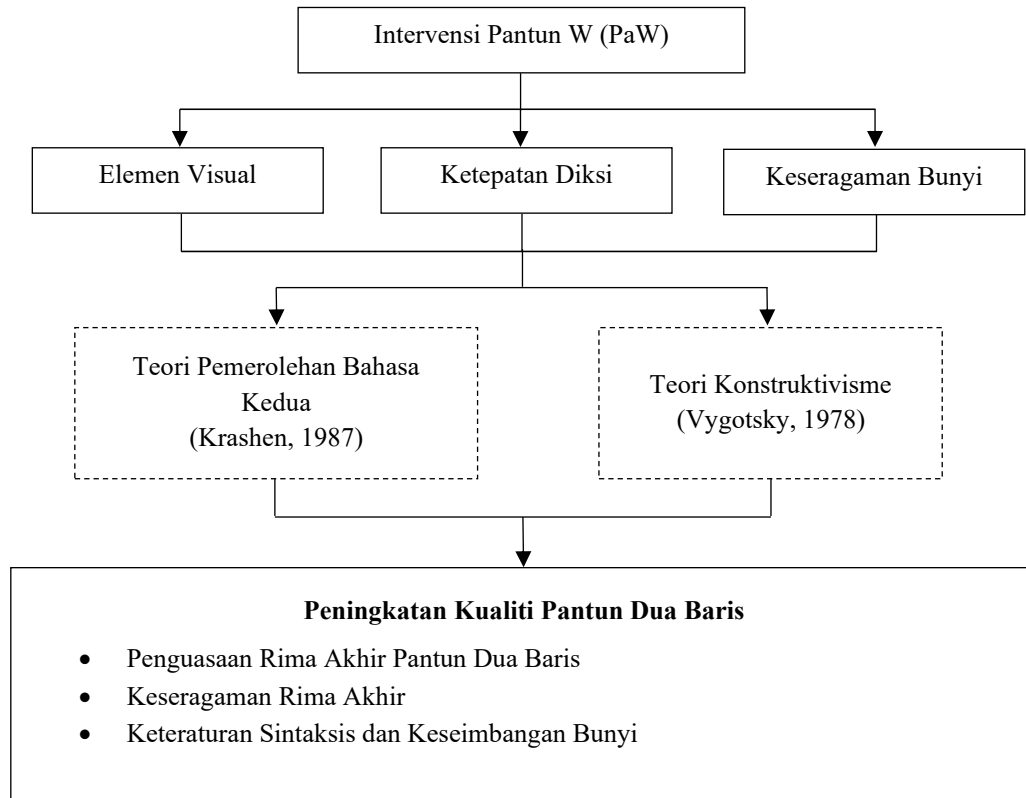 Intervensi Pantun W (PaW)
Elemen Visual
Ketepatan Diksi
Keseragaman Bunyi
Teori Pemerolehan Bahasa
Kedua
(Krashen, 1987)
Teori Konstruktivisme
(Vygotsky, 1978)
Peningkatan Kualiti Pantun Dua Baris
• Penguasaan Rima Akhir Pantun Dua Baris
• Keseragaman Rima Akhir
• Keteraturan Sintaksis dan Keseimbangan Bunyi